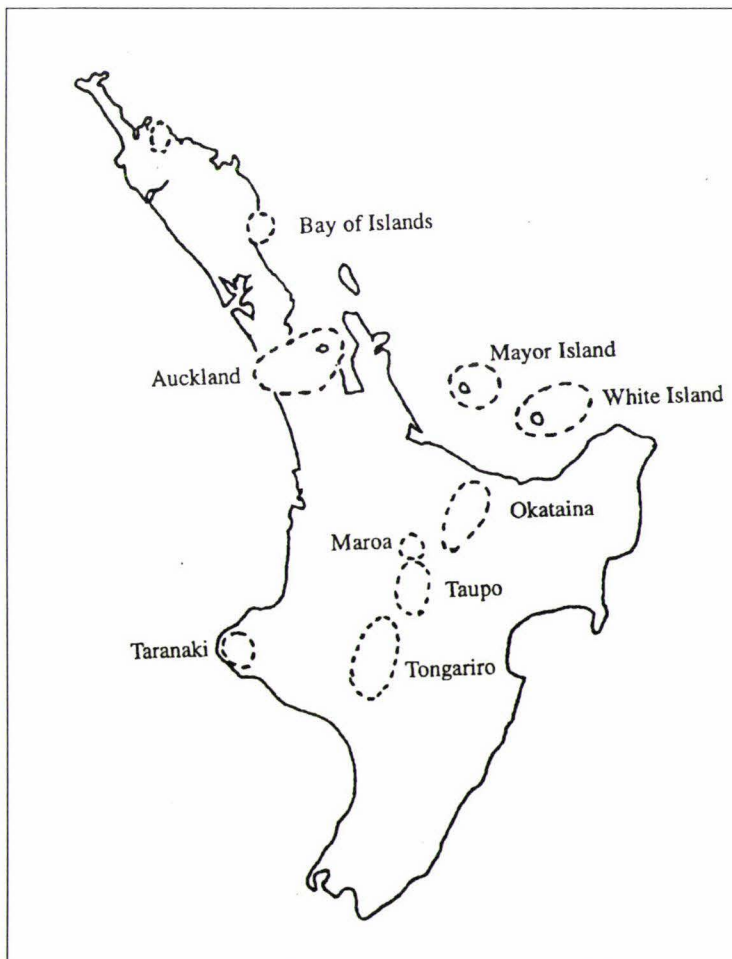 Bay of Islands
Auckland
Mayor Island
White Island
Okataina
Maroa
Taupo
Taranaki
Tongariro